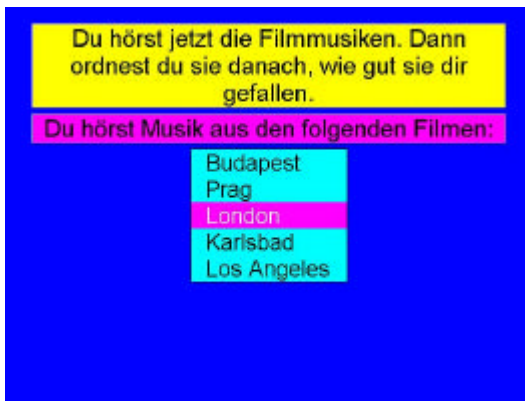 Du hörst jetzt die Filmmusiken. Dann
ordnest du sie danach, wie gut sie dir
gefallen.
Du hörst Musik aus den folgenden Filmen:
Budapest
Prag
London
Karlsbad
Los Angeles